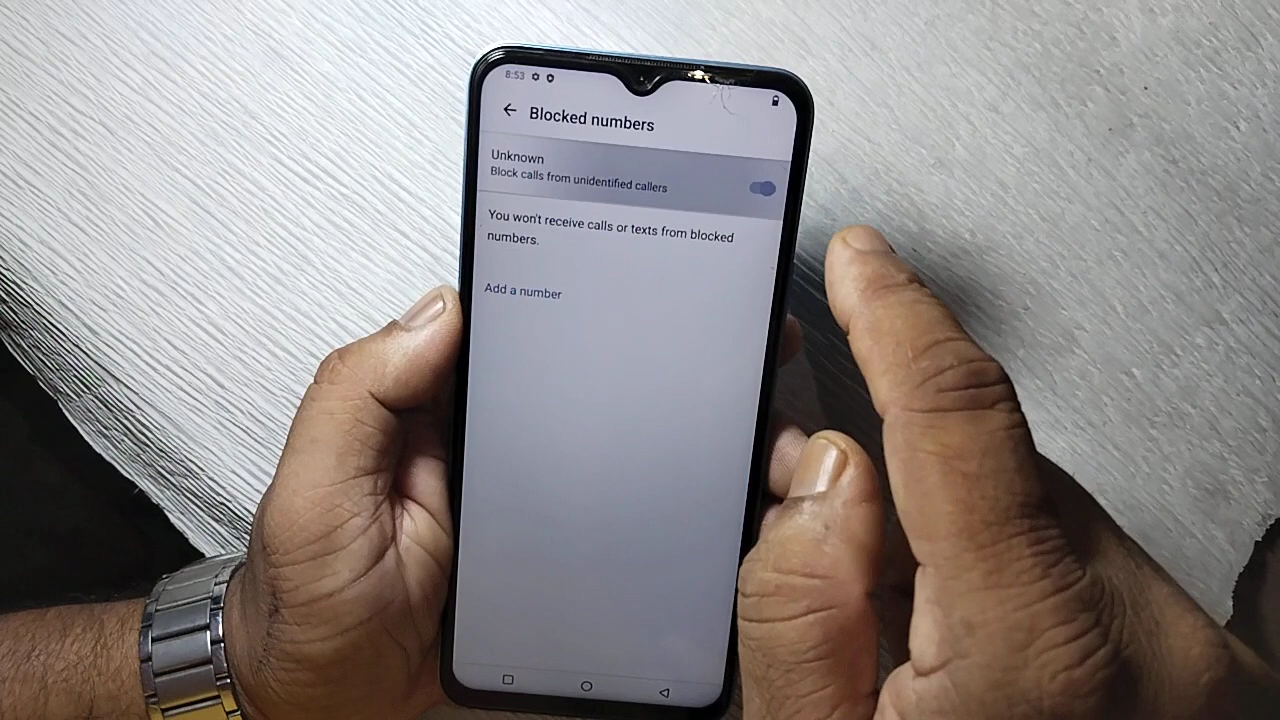 8:53
Blocked numbers
Unknown
Block calls from unidentified callers
You won't receive calls or texts from blocked
numbers.
Add a number